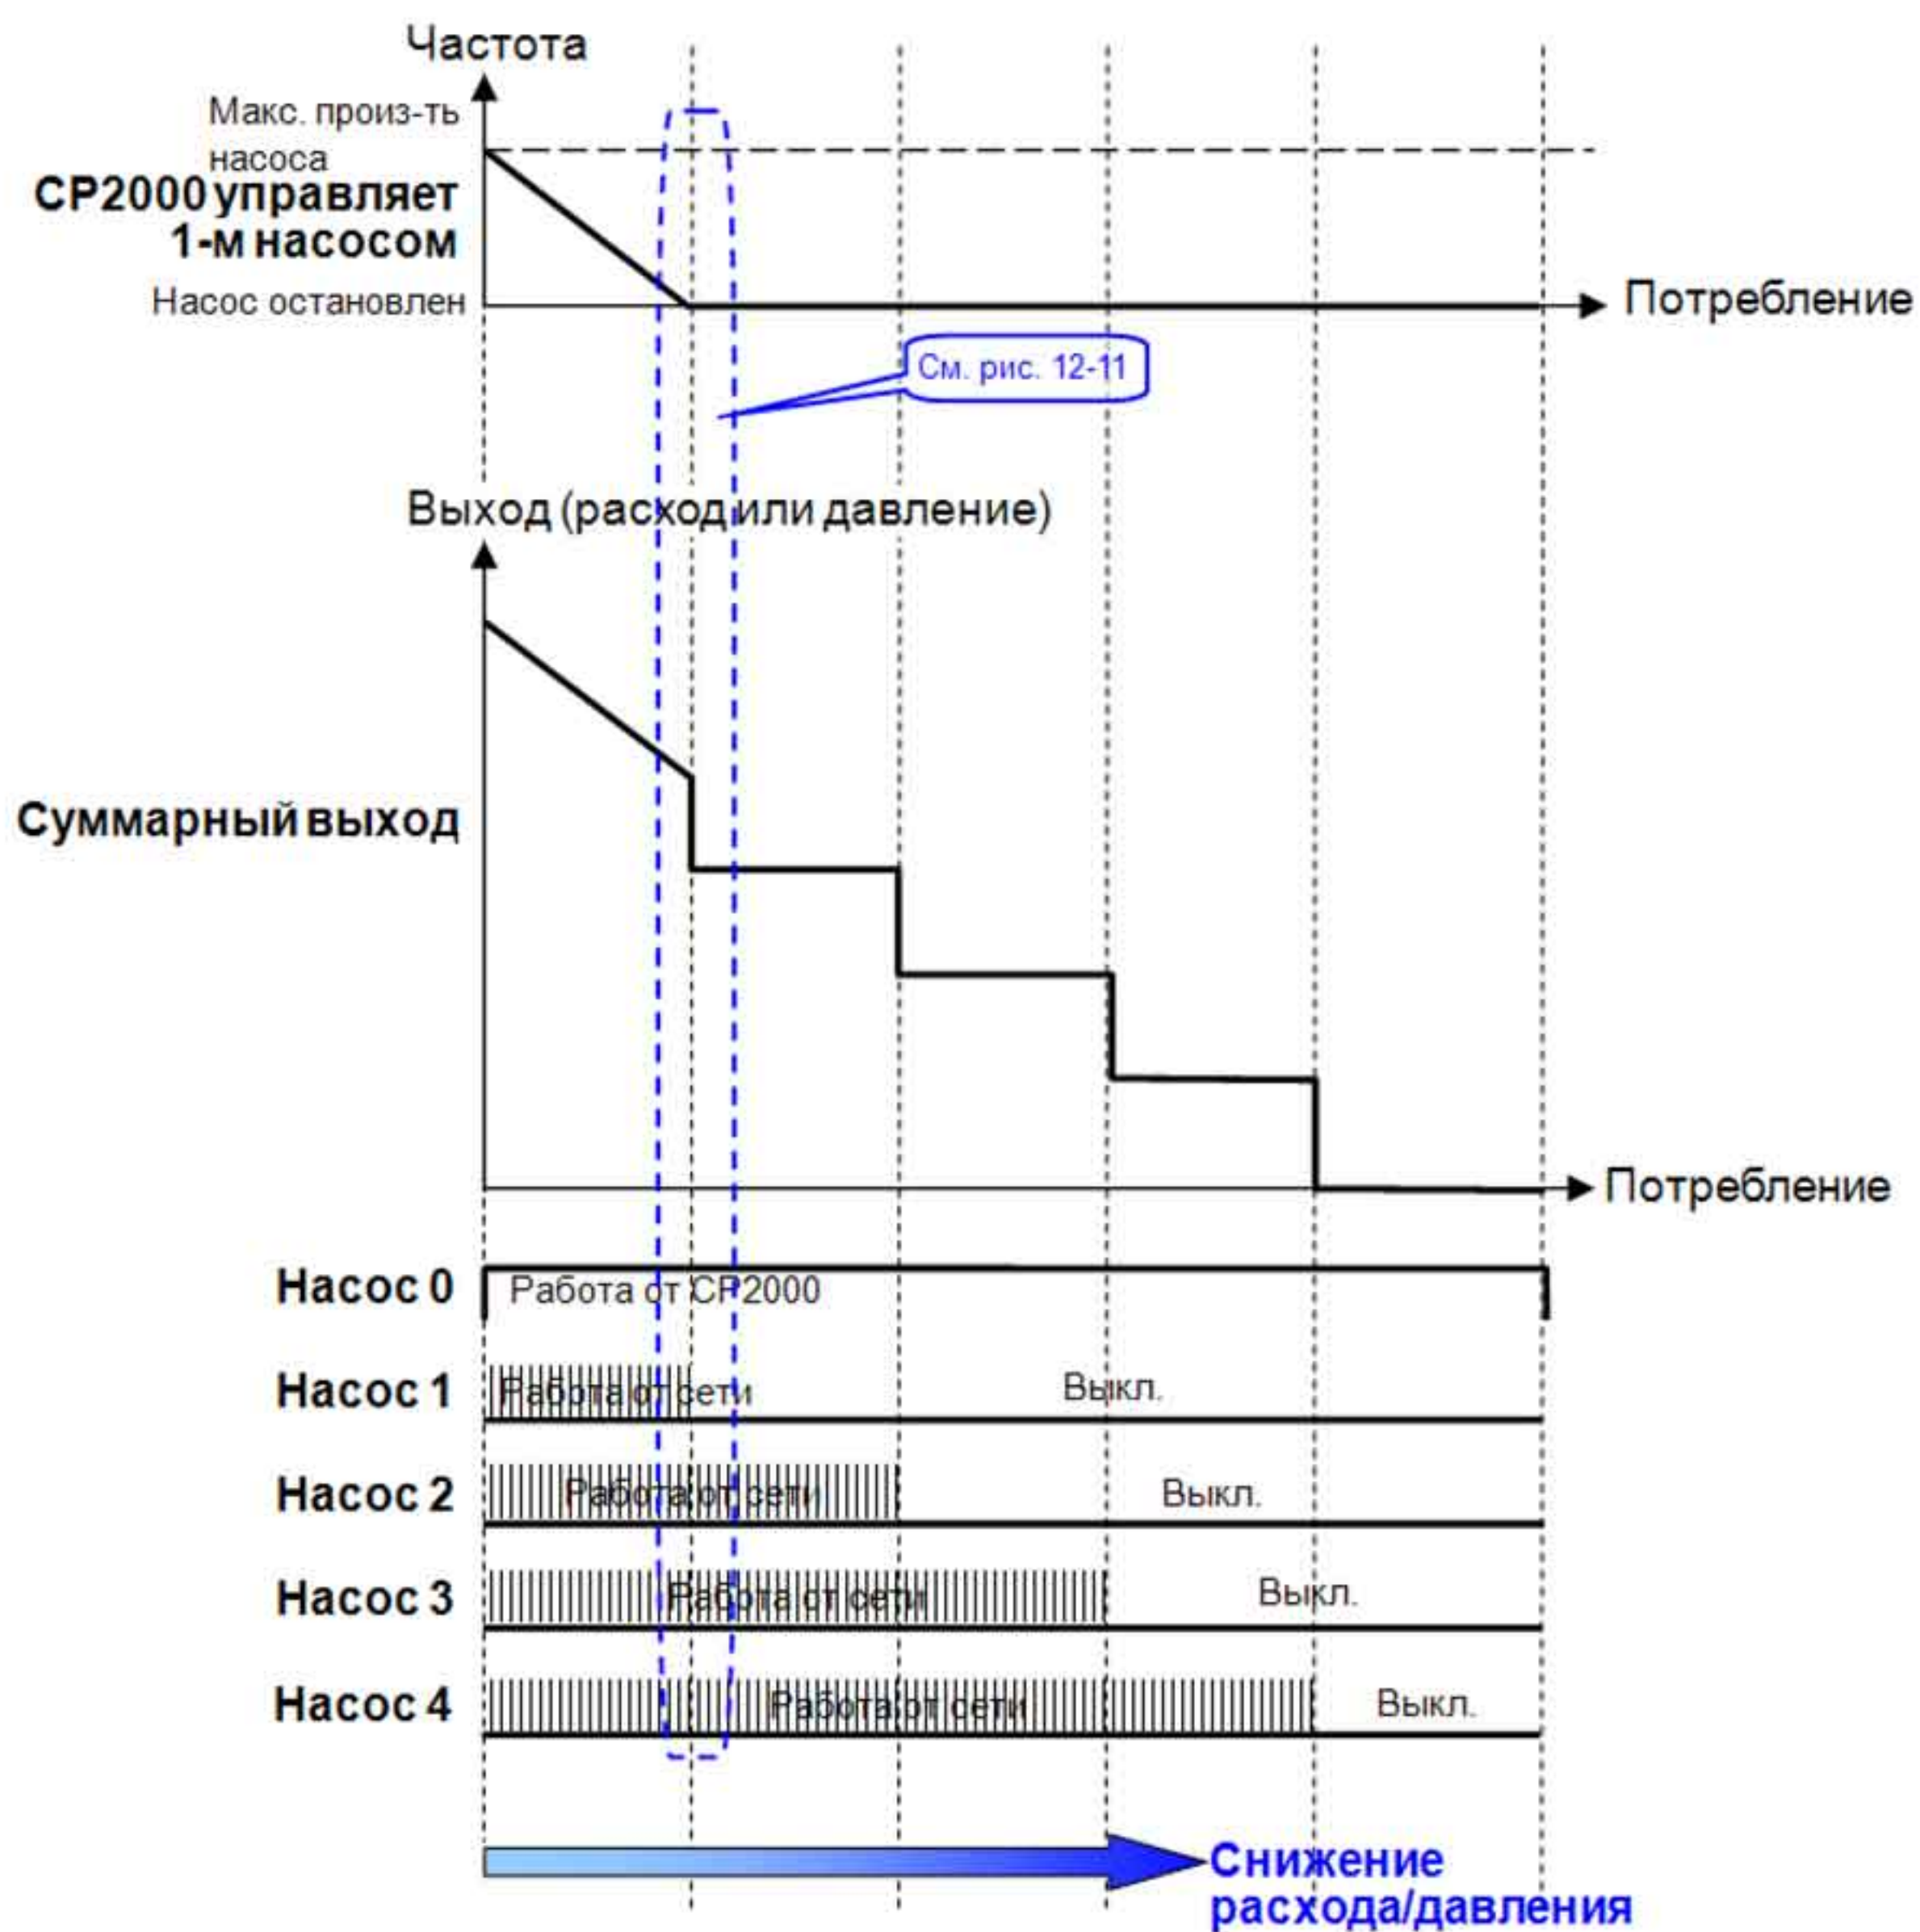 Частота
Макс. произ-ть
насоса
CP2000 управляет
1-м насосом
Насос остановлен
Потребление
См. рис. 12-11
Выход (расход или давление)
Суммарный выход
Потребление
Насос 0
Работа от CP2000
Насос 1
Работа от сети
Выкл.
Насос 2
Работа от сети
Выкл.
Насос 3
Работа от сети
Выкл.
Насос 4
Работа от сети
Выкл.
Снижение
расхода/давления